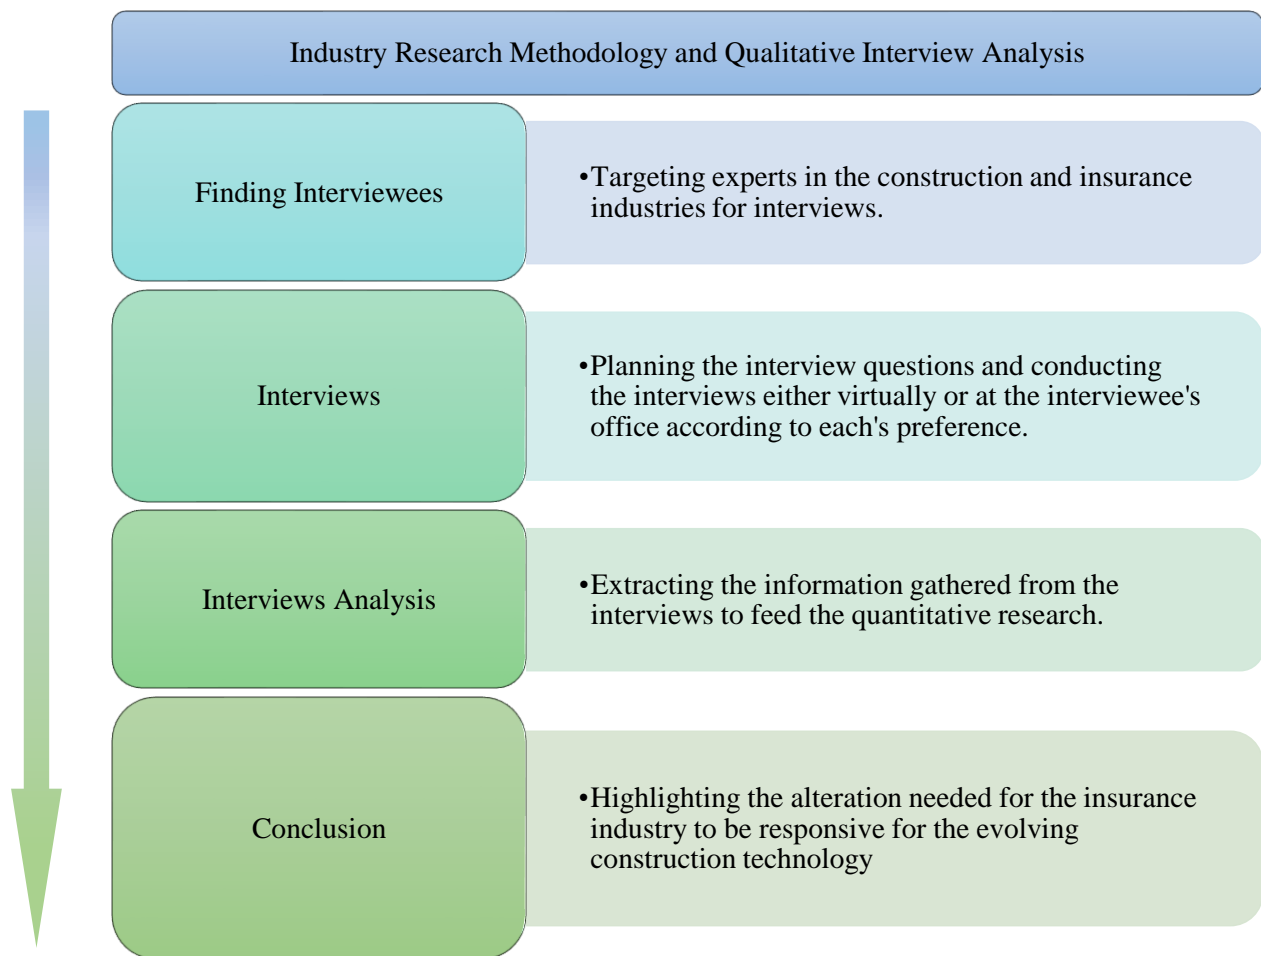 Industry Research Methodology and Qualitative Interview Analysis
Finding Interviewees
•Targeting experts in the construction and insurance
industries for interviews.
Interviews
•Planning the interview questions and conducting
the interviews either virtually or at the interviewee's
office according to each's preference.
Interviews Analysis
•Extracting the information gathered from the
interviews to feed the quantitative research.
Conclusion
•Highlighting the alteration needed for the insurance
industry to be responsive for the evolving
construction technology